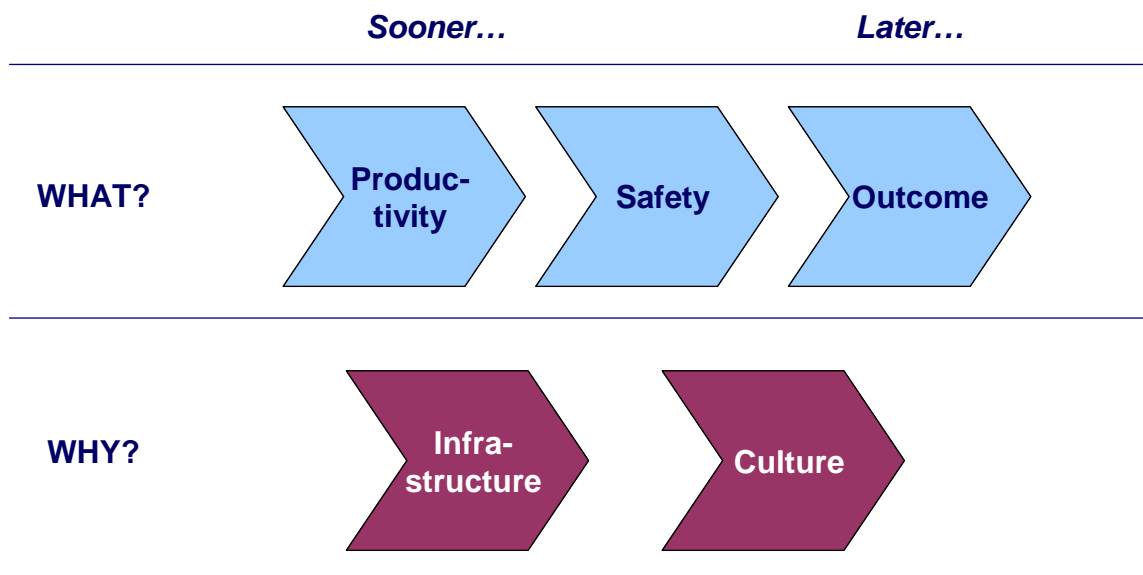 Sooner…
Later…
WHAT?
Produc-
tivity
Safety
Outcome
WHY?
Infra-
structure
Culture